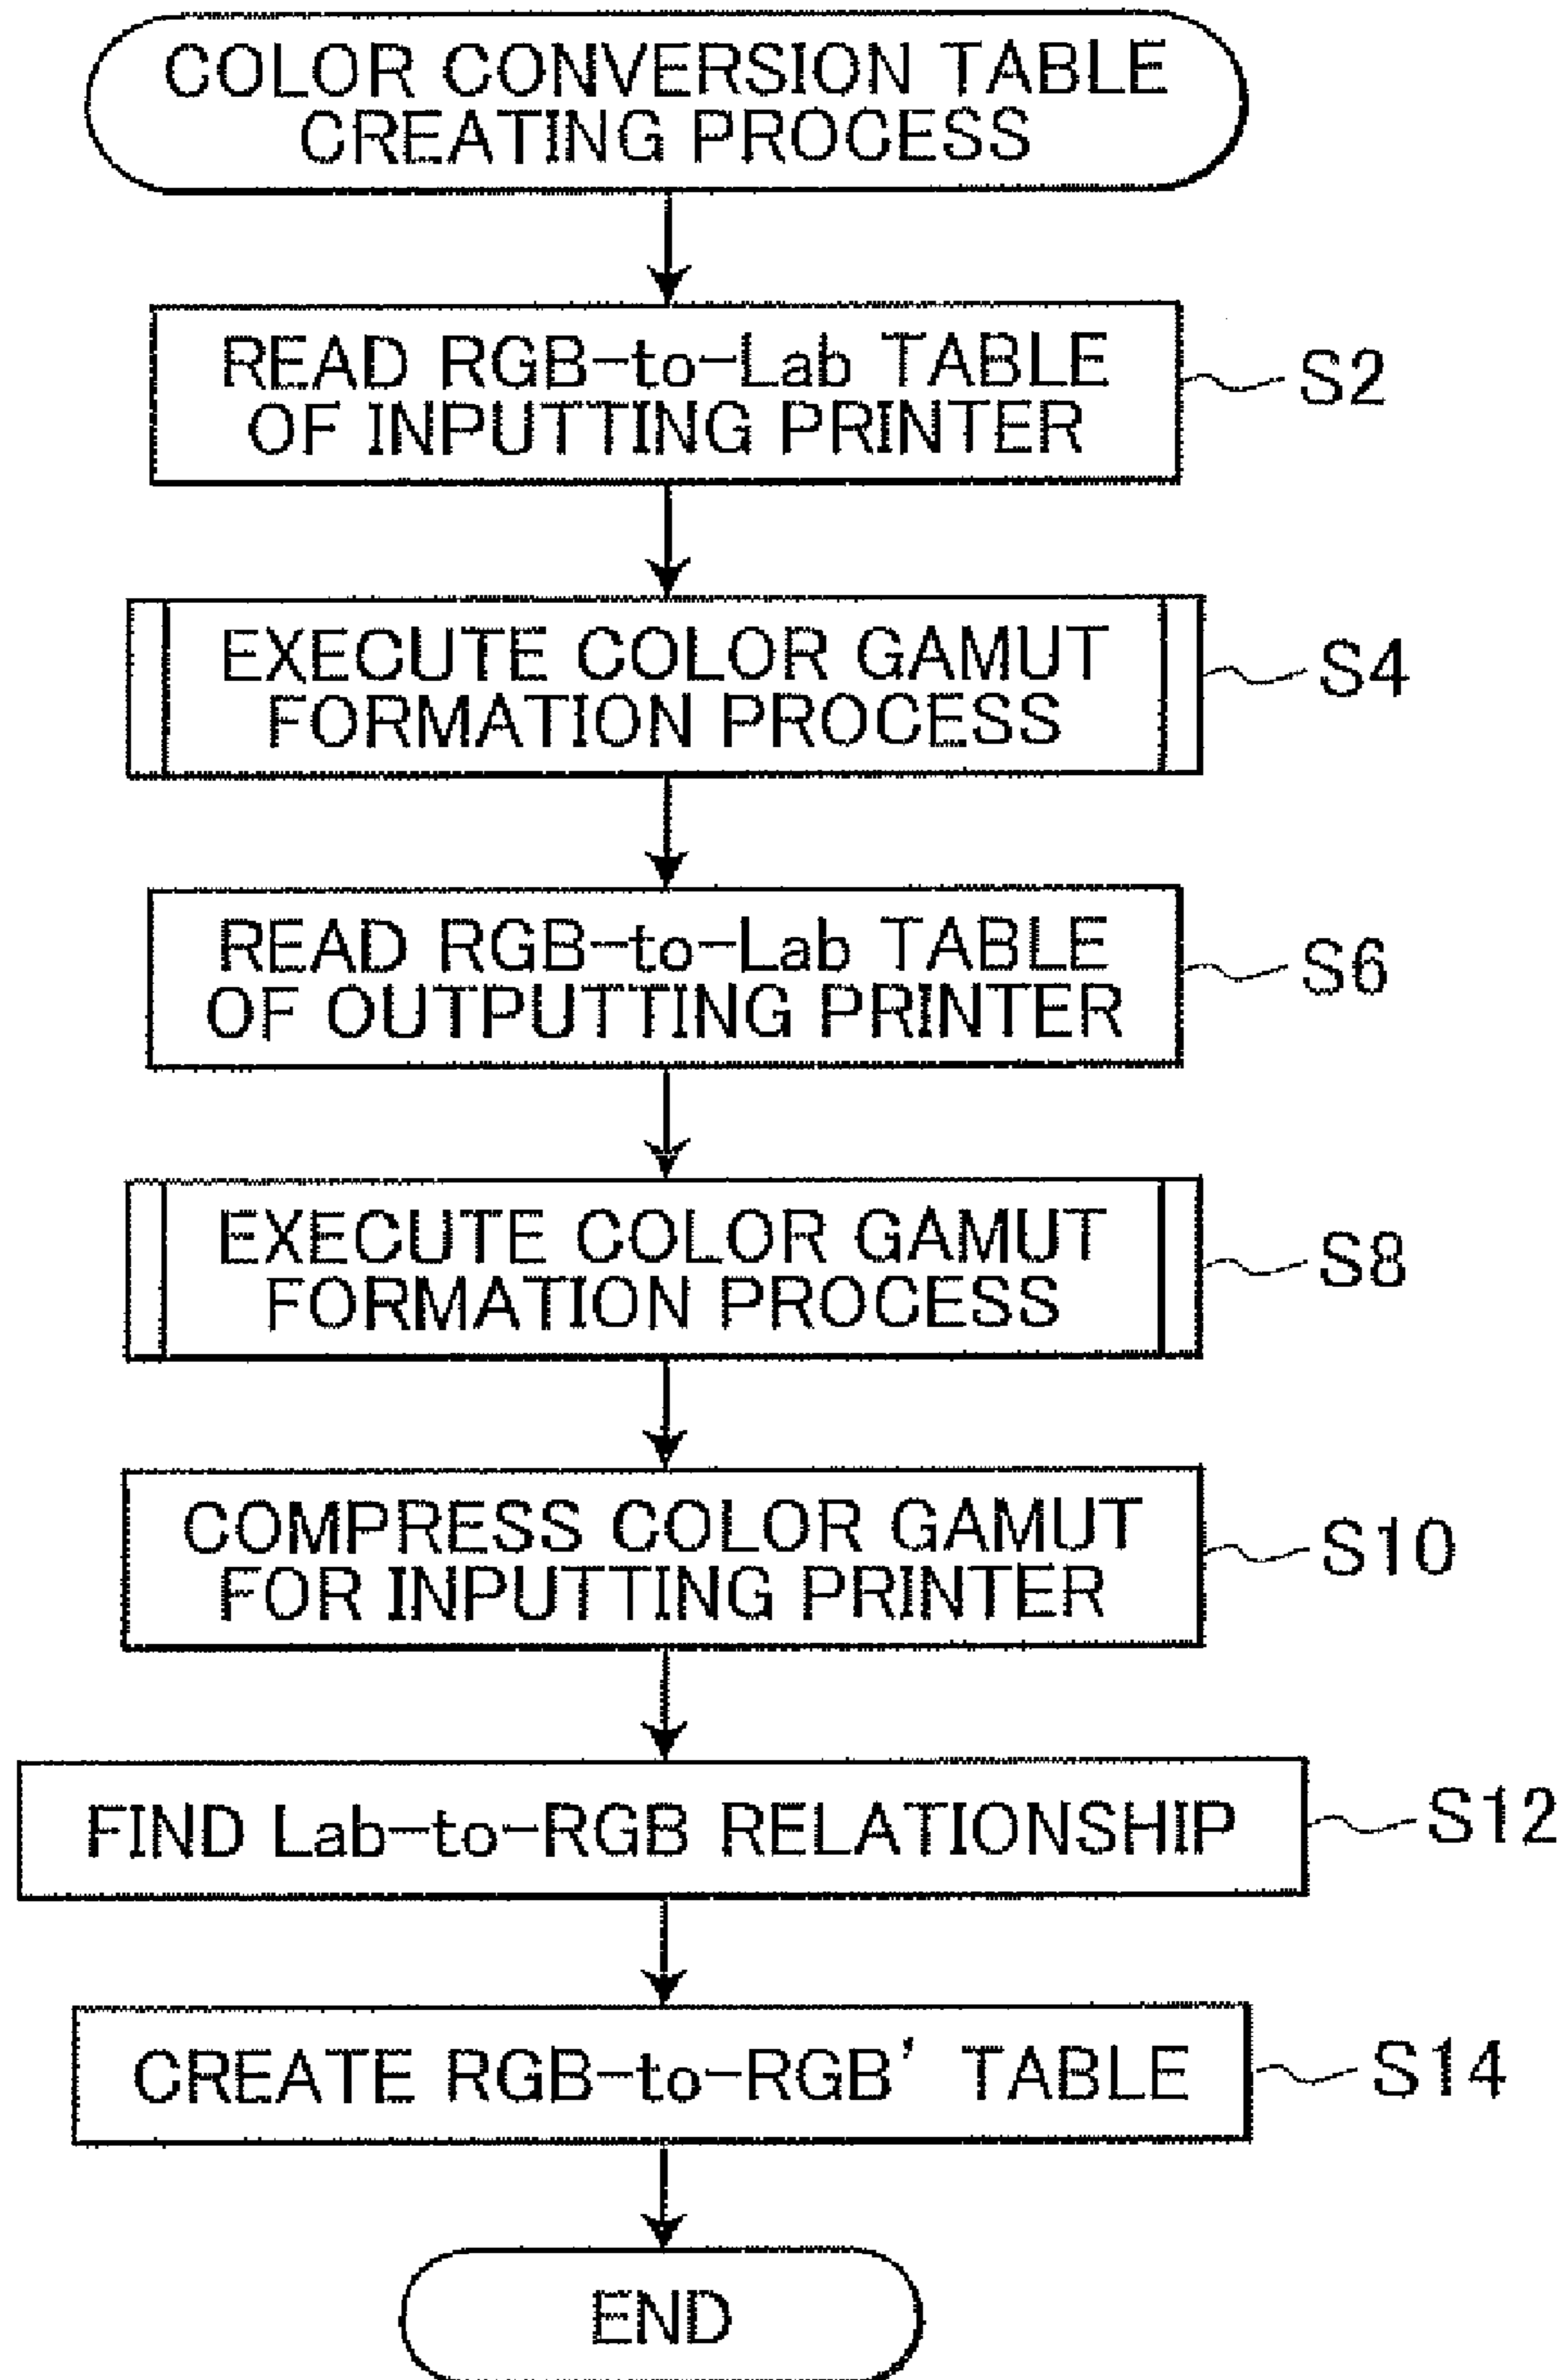 COLOR CONVERSION TABLE
CREATING PROCESS
READ RGB-to-Lab TABLE
OF INPUTTING PRINTER
S2
EXECUTE COLOR GAMUT
FORMATION PROCESS
S4
READ RGB-to-Lab TABLE
OF OUTPUTTING PRINTER
S6
EXECUTE COLOR GAMUT
FORMATION PROCESS
S8
COMPRESS COLOR GAMUT
FOR INPUTTING PRINTER
S10
FIND Lab-to-RGB RELATIONSHIP
S12
CREATE RGB-to-RGB' TABLE
S14
END